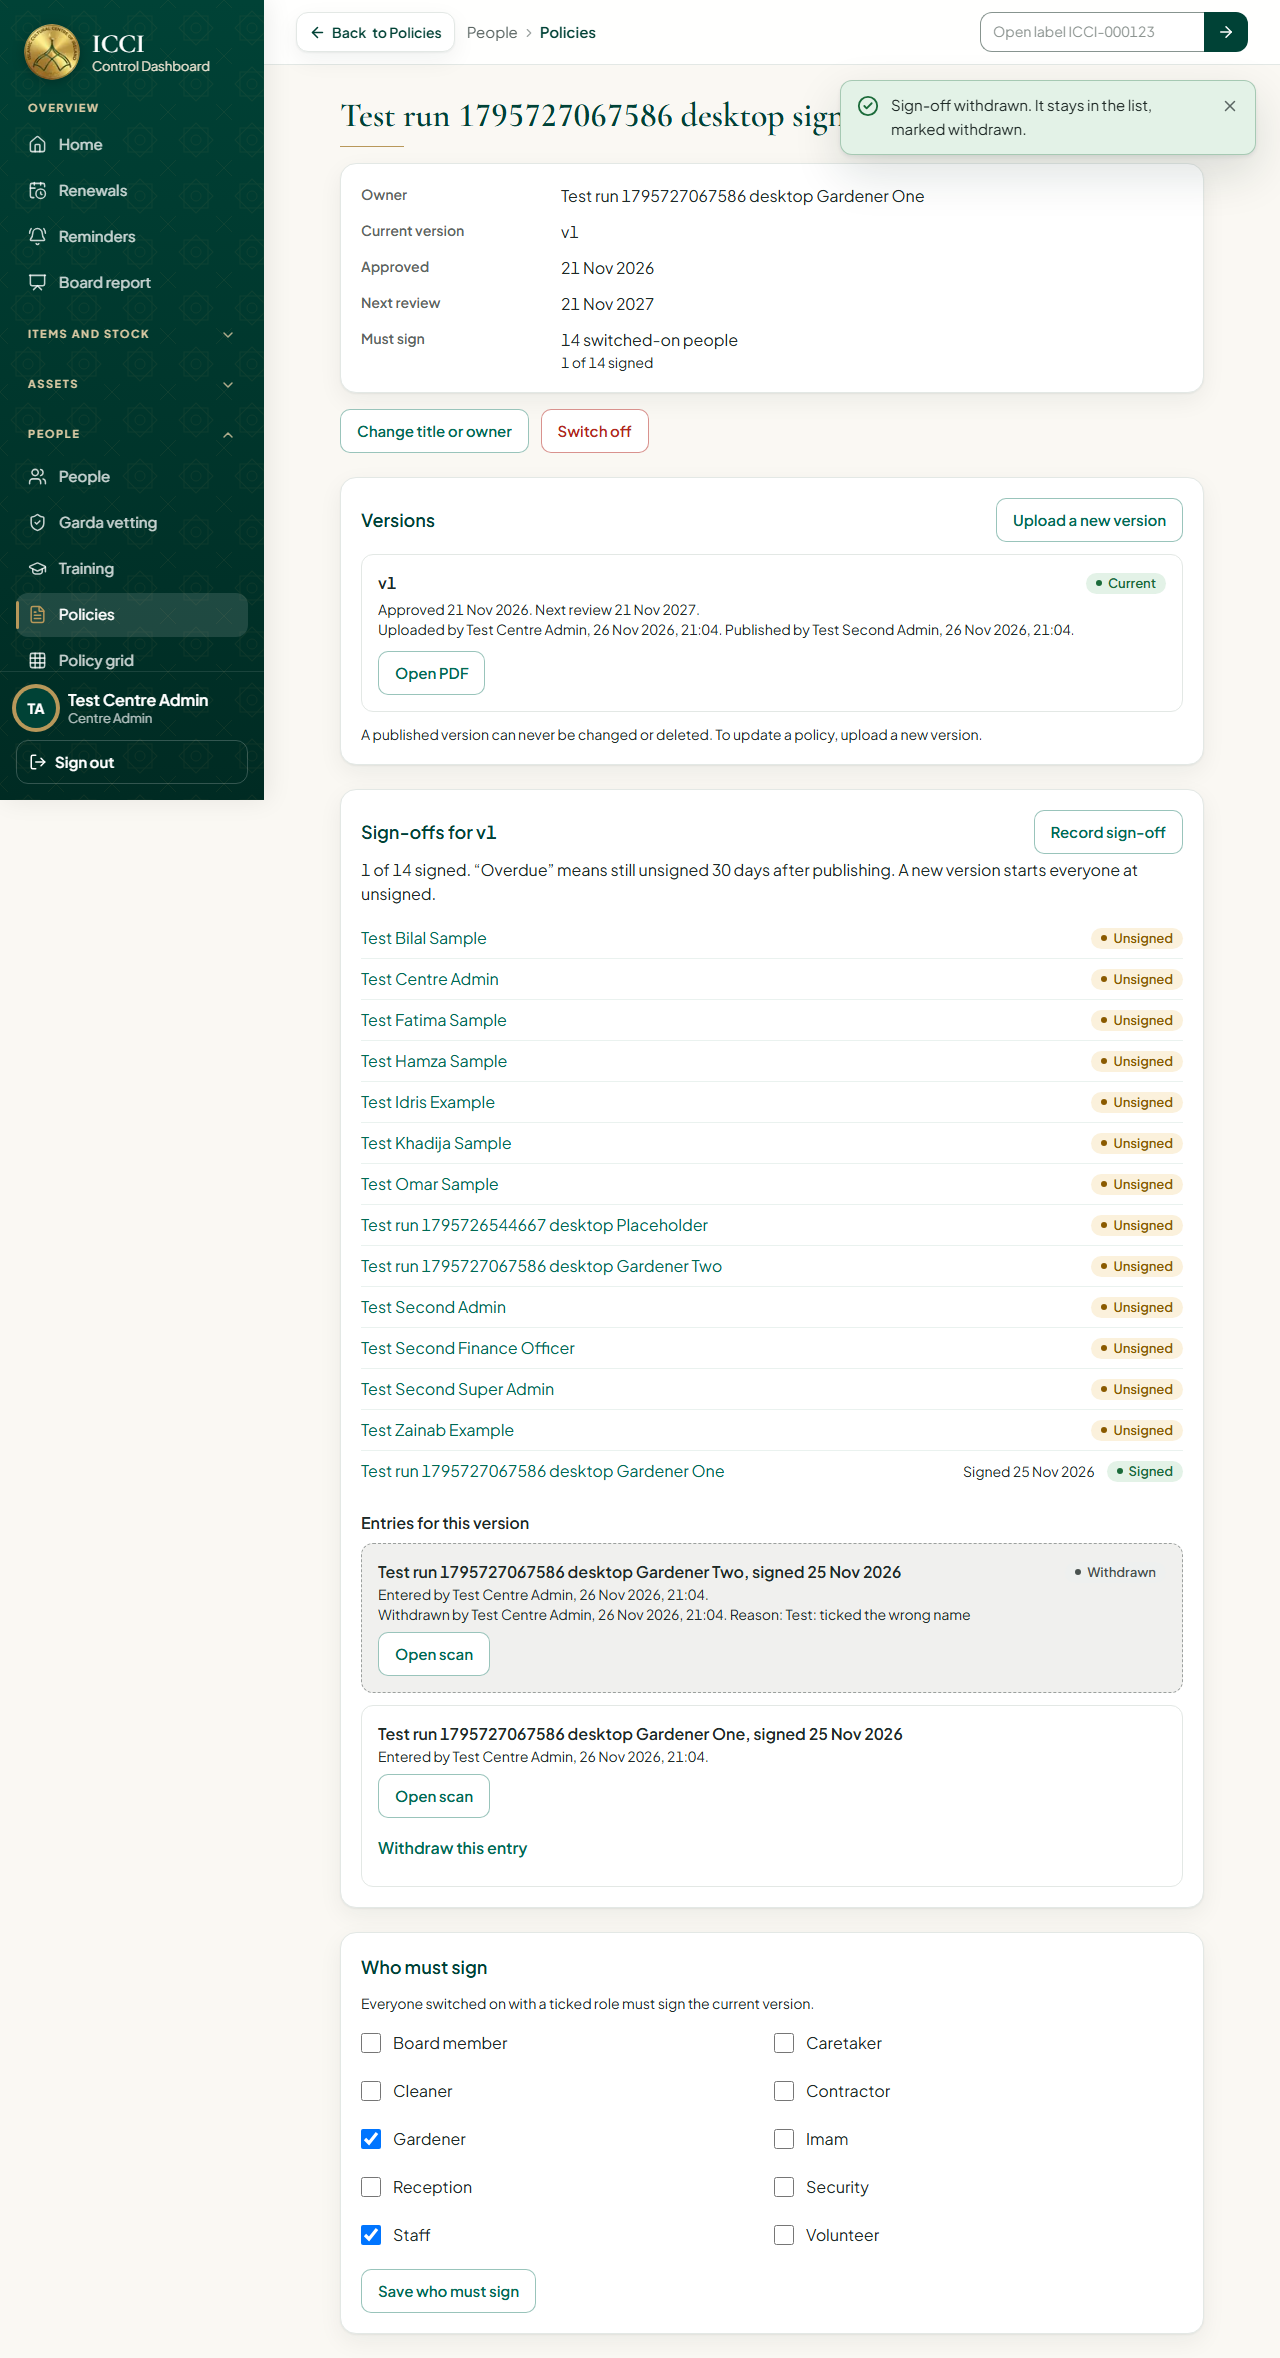 ICCI
Control Dashboard
OVERVIEW
Home
Renewals
Reminders
Board report
ITEMS AND STOCK
ASSETS
PEOPLE
People
Garda vetting
Training
Policies
Policy grid
TA
Test Centre Admin
Centre Admin
Sign out
Back to Policies
People > Policies
Open label ICCI-000123
Sign-off withdrawn. It stays in the list,
marked withdrawn.
Test run 1795727067586 desktop sign
Owner Test run 1795727067586 desktop Gardener One
Current version v1
Approved 21 Nov 2026
Next review 21 Nov 2027
Must sign 14 switched-on people
1 of 14 signed
Change title or owner
Switch off
Versions
Upload a new version
v1
Current
Approved 21 Nov 2026. Next review 21 Nov 2027.
Uploaded by Test Centre Admin, 26 Nov 2026, 21:04. Published by Test Second Admin, 26 Nov 2026, 21:04.
Open PDF
A published version can never be changed or deleted. To update a policy, upload a new version.
Sign-offs for v1
Record sign-off
1 of 14 signed. “Overdue” means still unsigned 30 days after publishing. A new version starts everyone at
unsigned.
Test Bilal Sample Unsigned
Test Centre Admin Unsigned
Test Fatima Sample Unsigned
Test Hamza Sample Unsigned
Test Idris Example Unsigned
Test Khadija Sample Unsigned
Test Omar Sample Unsigned
Test run 1795726544667 desktop Placeholder Unsigned
Test run 1795727067586 desktop Gardener Two Unsigned
Test Second Admin Unsigned
Test Second Finance Officer Unsigned
Test Second Super Admin Unsigned
Test Zainab Example Unsigned
Test run 1795727067586 desktop Gardener One Signed 25 Nov 2026 Signed
Entries for this version
Test run 1795727067586 desktop Gardener Two, signed 25 Nov 2026 Withdrawn
Entered by Test Centre Admin, 26 Nov 2026, 21:04.
Withdrawn by Test Centre Admin, 26 Nov 2026, 21:04. Reason: Test: ticked the wrong name
Open scan
Test run 1795727067586 desktop Gardener One, signed 25 Nov 2026
Entered by Test Centre Admin, 26 Nov 2026, 21:04.
Open scan
Withdraw this entry
Who must sign
Everyone switched on with a ticked role must sign the current version.
Board member Caretaker
Cleaner Contractor
Gardener Imam
Reception Security
Staff Volunteer
Save who must sign